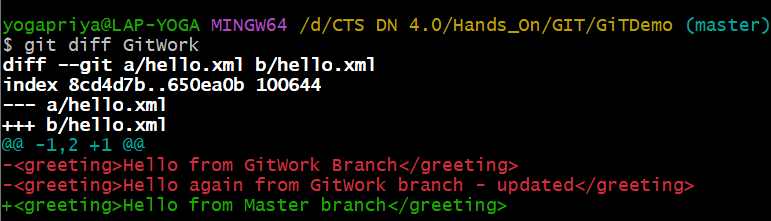 yogapriya@LAP-YOGA MINGW64 /d/CTS DN 4.0/Hands_On/GIT/GiTDemo (master)
$ git diff GitWork
diff --git a/hello.xml b/hello.xml
index 8cd4d7b..650ea0b 100644
--- a/hello.xml
+++ b/hello.xml
@@ -1,2 +1 @@
-<greeting>Hello from GitWork Branch</greeting>
-<greeting>Hello again from GitWork branch - updated</greeting>
+<greeting>Hello from Master branch</greeting>